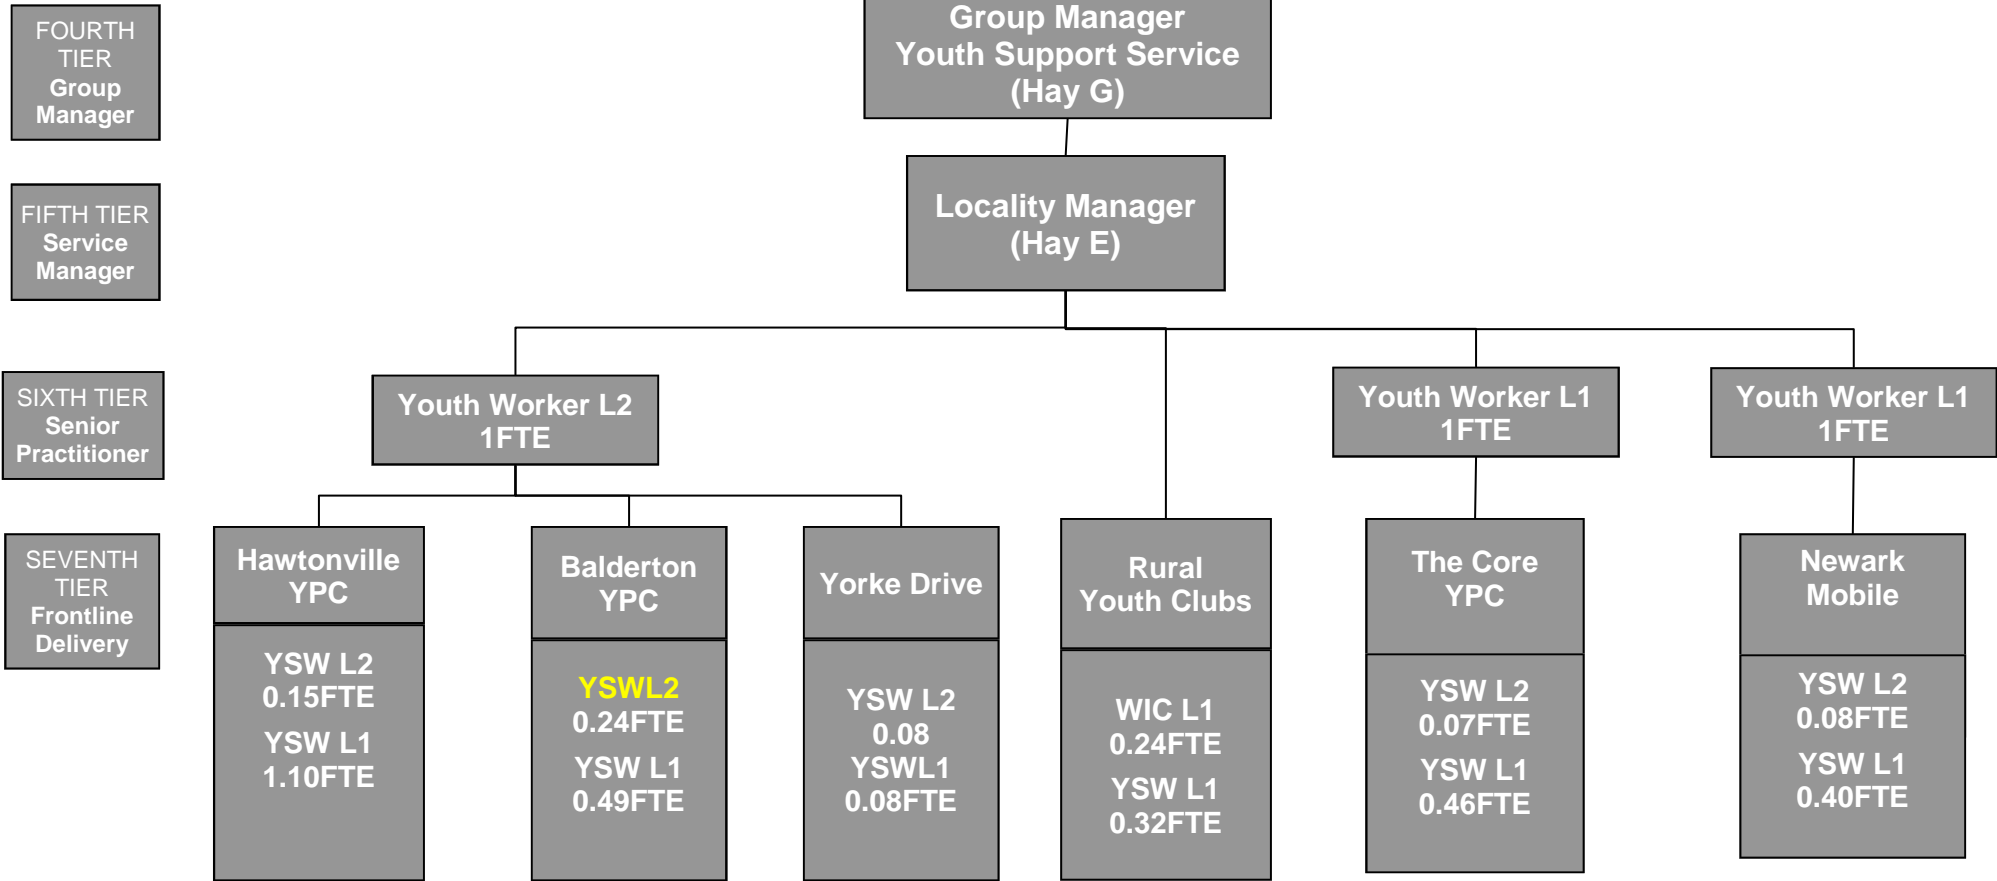 FOURTH
TIER
Group
Manager
Group Manager
Youth Support Service
(Hay G)
FIFTH TIER
Service
Manager
Locality Manager
(Hay E)
SIXTH TIER
Senior
Practitioner
Youth Worker L2
1FTE
Youth Worker L1
1FTE
Youth Worker L1
1FTE
SEVENTH
TIER
Frontline
Delivery
Hawtonville
YPC
YSW L2
0.15FTE
YSW L1
1.10FTE
Balderton
YPC
YSWL2
0.24FTE
YSW L1
0.49FTE
Yorke Drive
YSW L2
0.08
YSWL1
0.08FTE
Rural
Youth Clubs
WIC L1
0.24FTE
YSW L1
0.32FTE
The Core
YPC
YSW L2
0.07FTE
YSW L1
0.46FTE
Newark
Mobile
YSW L2
0.08FTE
YSW L1
0.40FTE